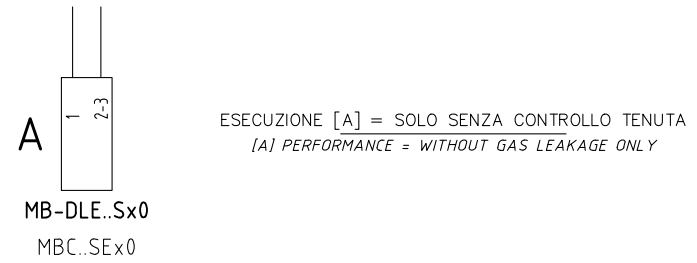 1
2-3
A
ESECUZIONE [A] = SOLO SENZA CONTROLLO TENUTA
[A] PERFORMANCE = WITHOUT GAS LEAKAGE ONLY
MB-DLE..Sx0
MBC..SEx0